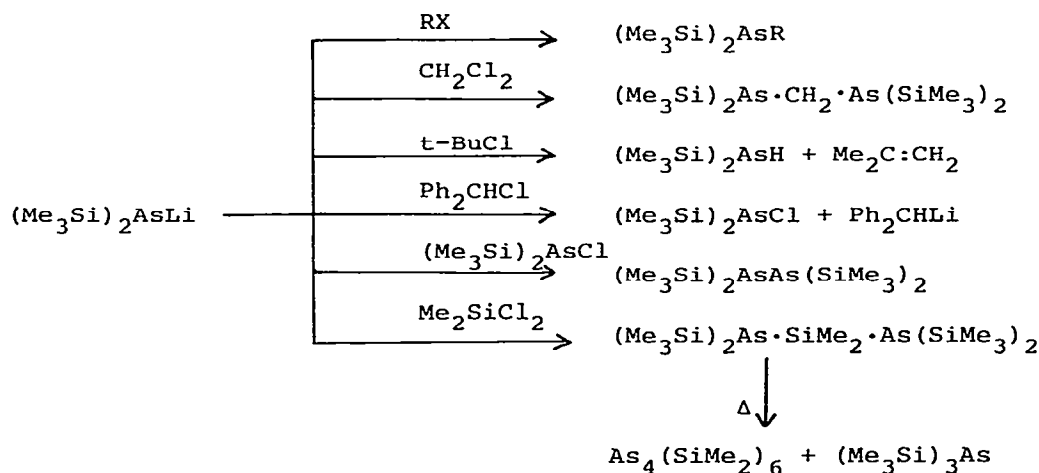 RX
(Me₃Si)₂AsR
CH₂Cl₂
(Me₃Si)₂As·CH₂·As(SiMe₃)₂
t-BuCl
(Me₃Si)₂AsH + Me₂C:CH₂
Ph₂CHCl
(Me₃Si)₂AsLi
(Me₃Si)₂AsCl + Ph₂CHLi
(Me₃Si)₂AsCl
(Me₃Si)₂AsAs(SiMe₃)₂
Me₂SiCl₂
(Me₃Si)₂As·SiMe₂·As(SiMe₃)₂
Δ
As₄(SiMe₂)₆ + (Me₃Si)₃As